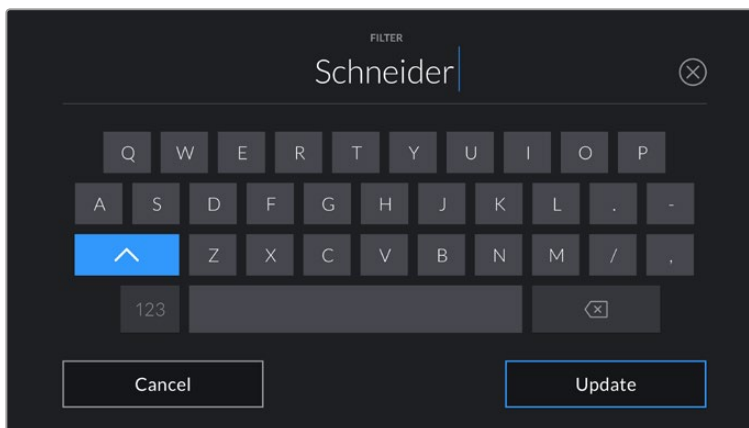 FILTER
Schneider
Q W E R T Y U I O P
A S D F G H J K L . -
Z X C V B N M / ,
123
Cancel Update